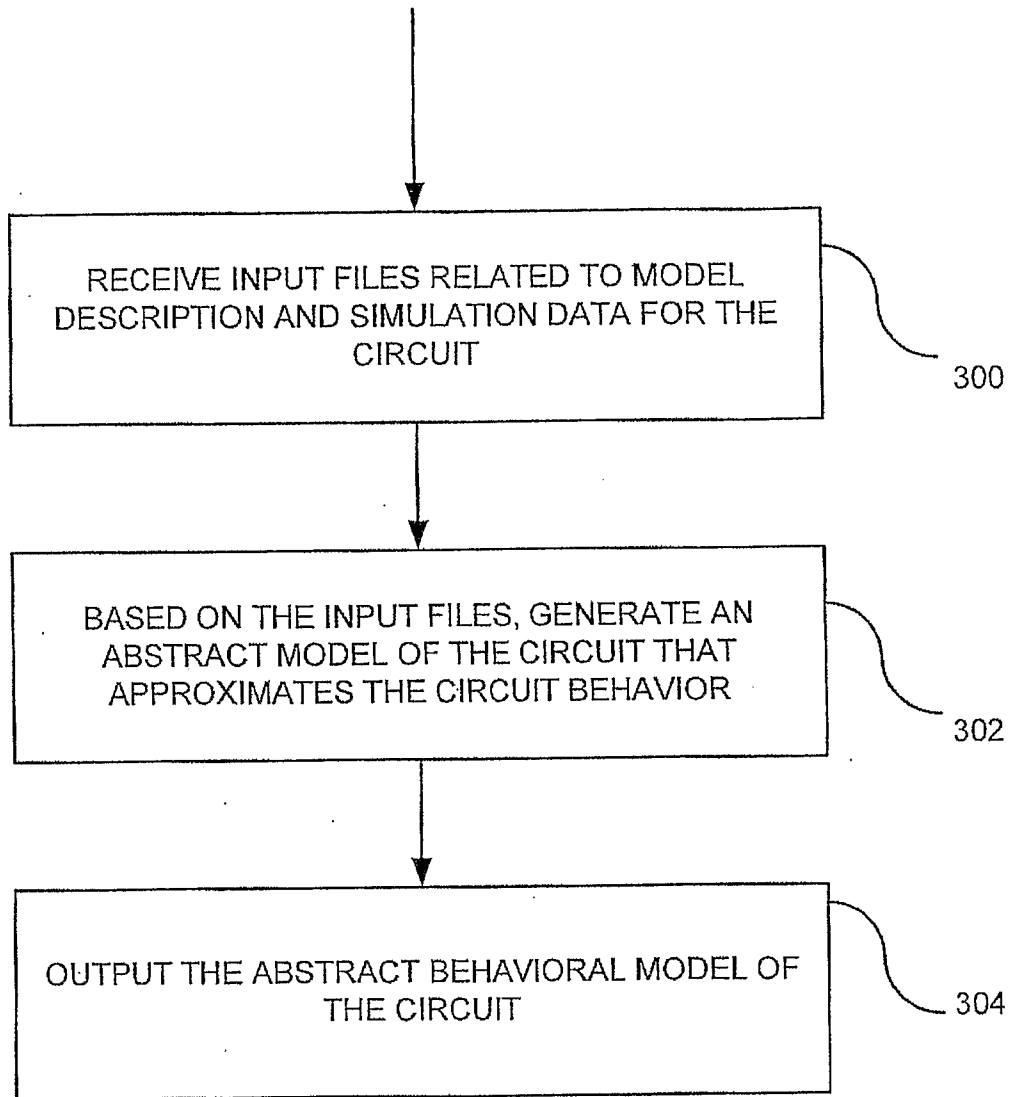 RECEIVE INPUT FILES RELATED TO MODEL
DESCRIPTION AND SIMULATION DATA FOR THE
CIRCUIT
300
BASED ON THE INPUT FILES, GENERATE AN
ABSTRACT MODEL OF THE CIRCUIT THAT
APPROXIMATES THE CIRCUIT BEHAVIOR
302
OUTPUT THE ABSTRACT BEHAVIORAL MODEL OF
THE CIRCUIT
304